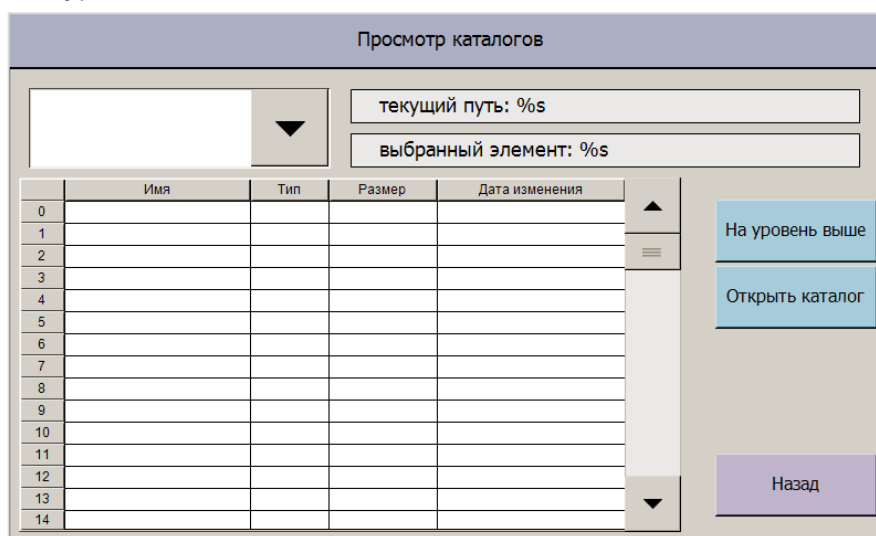 Просмотр каталогов
текущий путь: %s
выбранный элемент: %s
Имя Тип Размер Дата изменения
0
1
2
3
4
5
6
7
8
9
10
11
12
13
14
На уровень выше
Открыть каталог
Назад